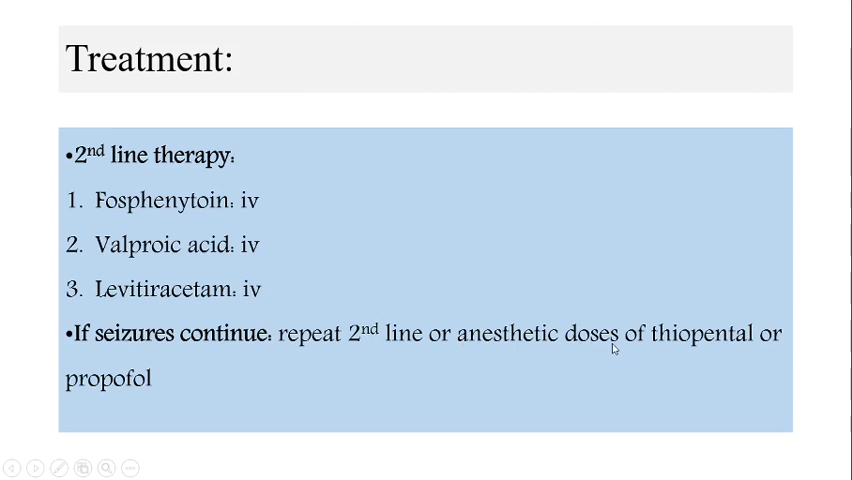 Treatment:
•2nd line therapy:
1. Fosphenytoin: iv
2. Valproic acid: iv
3. Levitiracetam: iv
•If seizures continue: repeat 2nd line or anesthetic doses of thiopental or
propofol